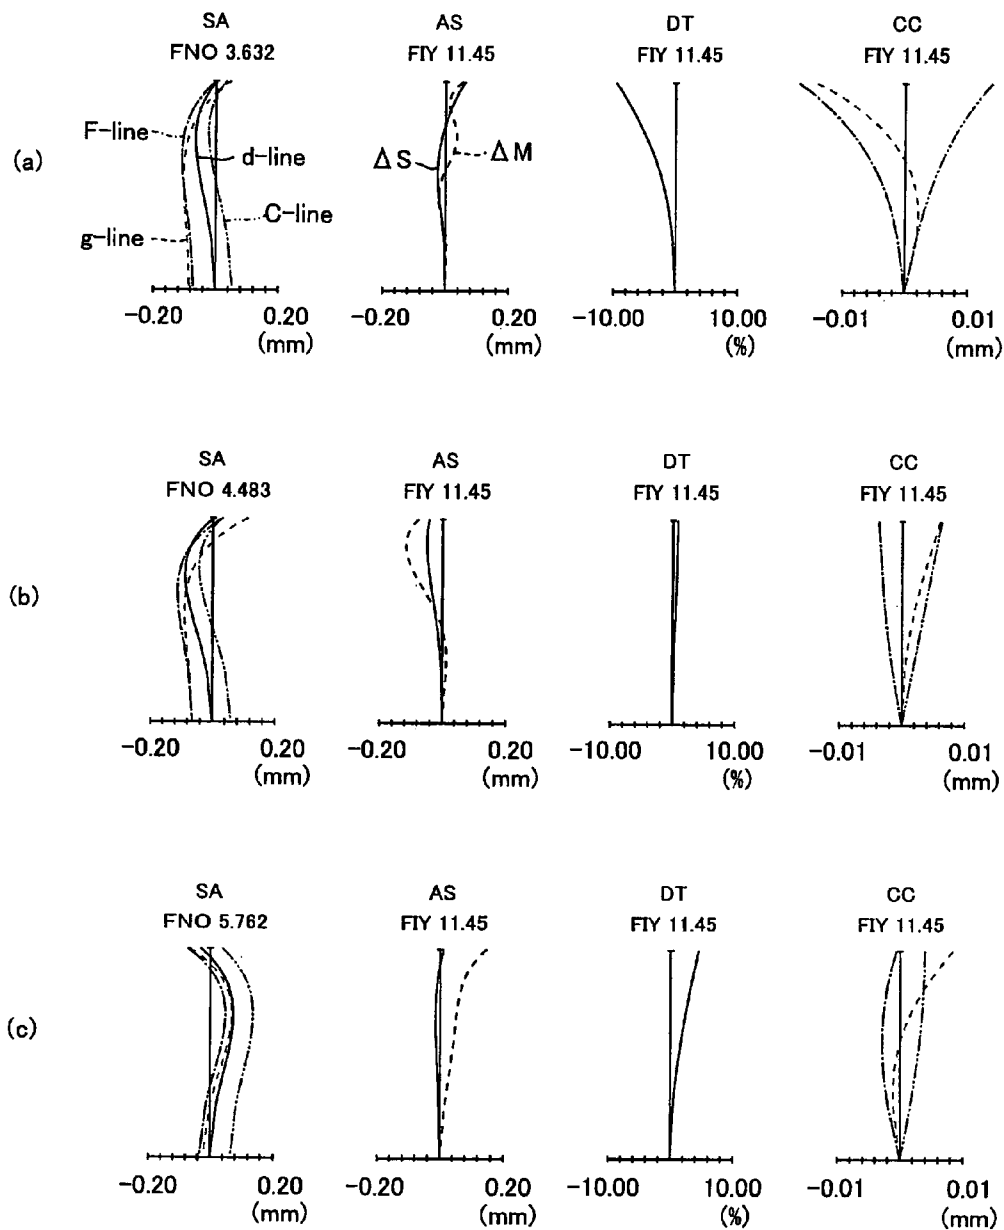 SA AS DT CC
FNO 3.632 FIY 11.45 FIY 11.45 FIY 11.45
F-line
(a)
d-line
ΔS ΔM
C-line
g-line
-0.20 0.20 -0.20 0.20 -10.00 10.00 -0.01 0.01
(mm) (mm) (%) (mm)
SA AS DT CC
FNO 4.483 FIY 11.45 FIY 11.45 FIY 11.45
(b)
-0.20 0.20 -0.20 0.20 -10.00 10.00 -0.01 0.01
(mm) (mm) (%) (mm)
SA AS DT CC
FNO 5.762 FIY 11.45 FIY 11.45 FIY 11.45
(c)
-0.20 0.20 -0.20 0.20 -10.00 10.00 -0.01 0.01
(mm) (mm) (%) (mm)